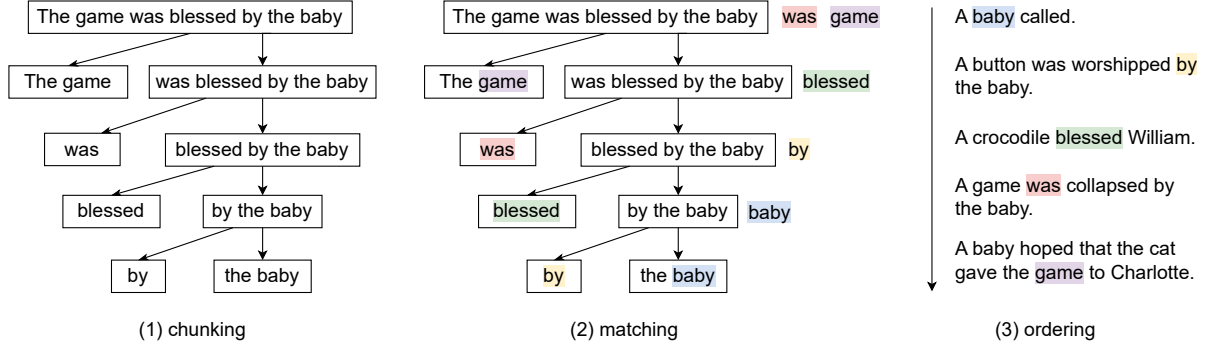 The game was blessed by the baby
The game
was blessed by the baby
was
blessed by the baby
blessed
by the baby
by
the baby
(1) chunking
The game was blessed by the baby was game
The game
was blessed by the baby blessed
was
blessed by the baby by
blessed
by the baby baby
by
the baby
(2) matching
A baby called.
A button was worshipped by
the baby.
A crocodile blessed William.
A game was collapsed by
the baby.
A baby hoped that the cat
gave the game to Charlotte.
(3) ordering